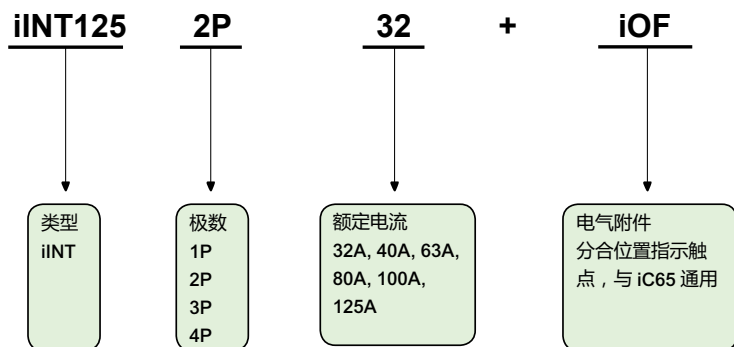 iINT125 2P 32 + iOF
类型
iINT
极数
1P
2P
3P
4P
额定电流
32A, 40A, 63A,
80A, 100A,
125A
电气附件
分合位置指示触
点，与 iC65 通用